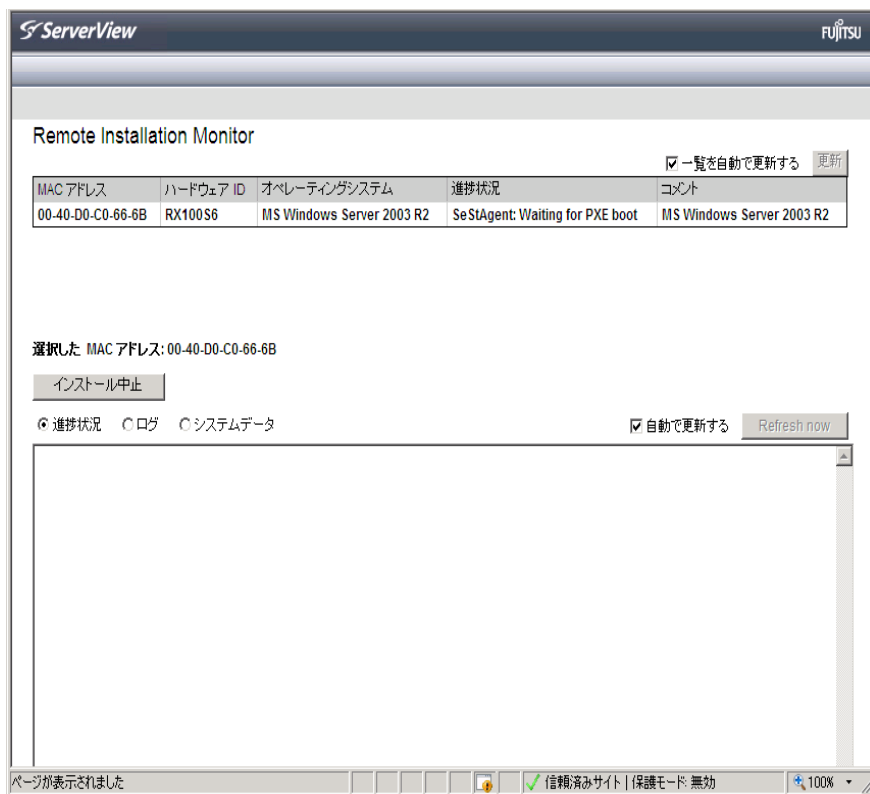 ServerView
FUJITSU
Remote Installation Monitor
一覧を自動で更新する 更新
MAC アドレス ハードウェア ID オペレーティングシステム 進捗状況 コメント
00-40-D0-C0-66-6B RX100S6 MS Windows Server 2003 R2 SeStAgent: Waiting for PXE boot MS Windows Server 2003 R2
選択した MAC アドレス: 00-40-D0-C0-66-6B
インストール中止
進捗状況 ログ システムデータ 自動で更新する Refresh now
ページが表示されました 信頼済みサイト | 保護モード: 無効 100%